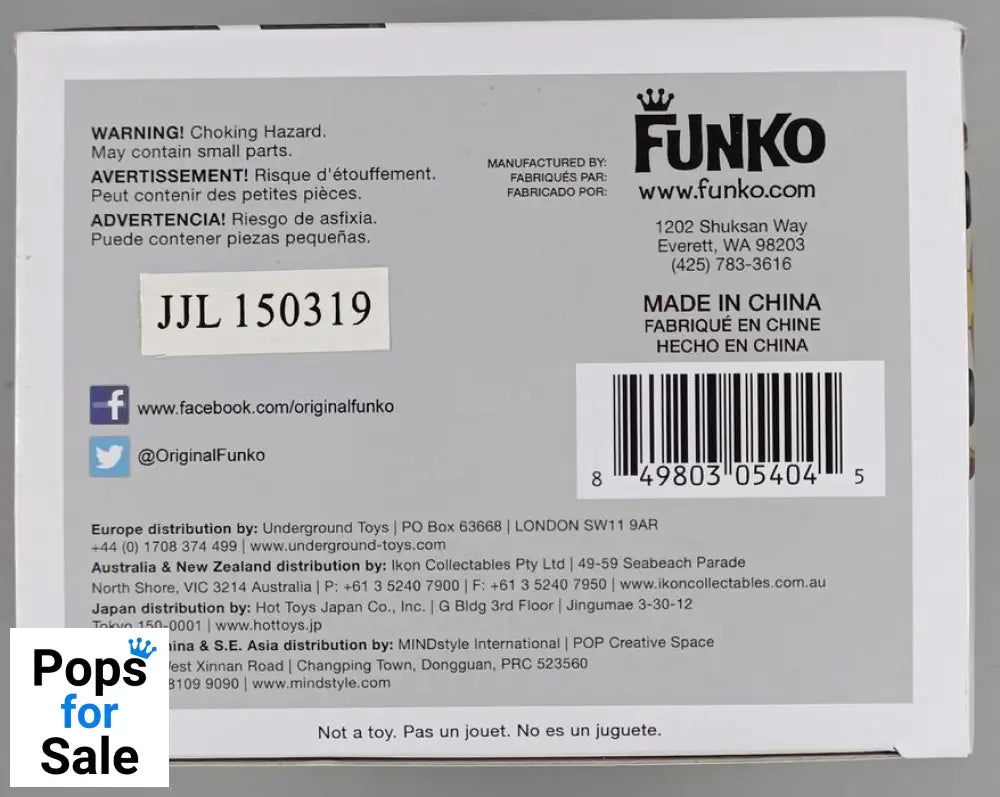 WARNING! Choking Hazard.
May contain small parts.
AVERTISSEMENT! Risque d'étouffement.
Peut contenir des petites pièces.
ADVERTENCIA! Riesgo de asfixia.
Puede contener piezas pequeñas.
MANUFACTURED BY:
FABRIQUÉS PAR:
FABRICADO POR:
FUNKO
www.funko.com
1202 Shuksan Way
Everett, WA 98203
(425) 783-3616
MADE IN CHINA
FABRIQUÉ EN CHINE
HECHO EN CHINA
JJL 150319
f www.facebook.com/originalfunko
@OriginalFunko
8 49803 05404 5
Europe distribution by: Underground Toys | PO Box 63668 | LONDON SW11 9AR
+44 (0) 1708 374 499 | www.underground-toys.com
Australia & New Zealand distribution by: Ikon Collectables Pty Ltd | 49-59 Seabeach Parade
North Shore, VIC 3214 Australia | P: +61 3 5240 7900 | F: +61 3 5240 7950 | www.ikoncollectables.com.au
Japan distribution by: Hot Toys Japan Co., Inc. | G Bldg 3rd Floor | Jingumae 3-30-12
Tokyo 150-0001 | www.hottoys.jp
& S.E. Asia distribution by: MINDstyle International | POP Creative Space
Xinnan Road | Changping Town, Dongguan, PRC 523560
8109 9090 | www.mindstyle.com
Not a toy. Pas un jouet. No es un juguete.
Pops
for
Sale